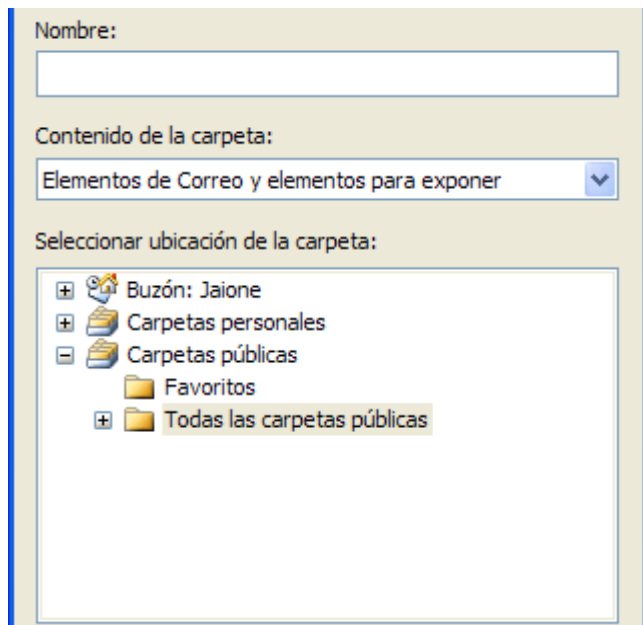 Nombre:
Contenido de la carpeta:
Elementos de Correo y elementos para exponer
Seleccionar ubicación de la carpeta:
Buzón: Jaione
Carpetas personales
Carpetas públicas
Favoritos
Todas las carpetas públicas